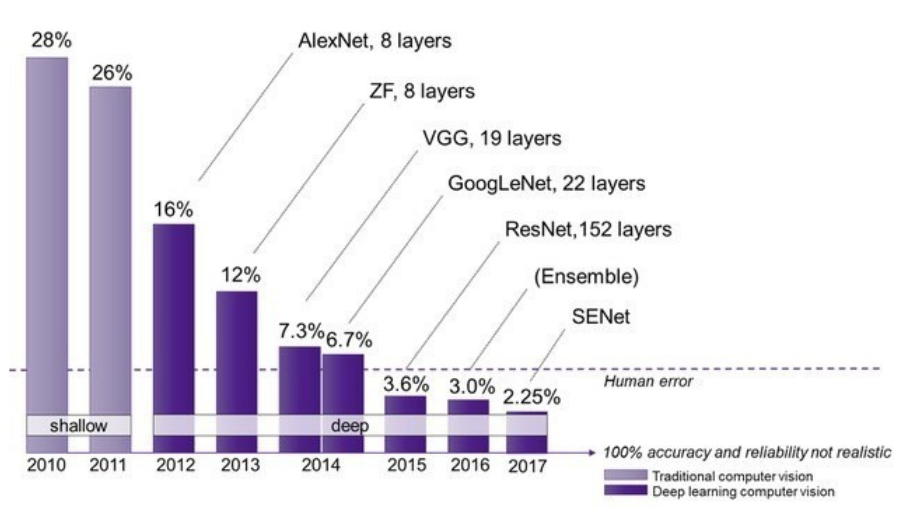 28%
26%
16%
12%
7.3%
6.7%
3.6%
3.0%
2.25%
AlexNet, 8 layers
ZF, 8 layers
VGG, 19 layers
GoogLeNet, 22 layers
ResNet,152 layers
(Ensemble)
SENet
Human error
shallow
deep
100% accuracy and reliability not realistic
2010 2011 2012 2013 2014 2015 2016 2017
Traditional computer vision
Deep learning computer vision